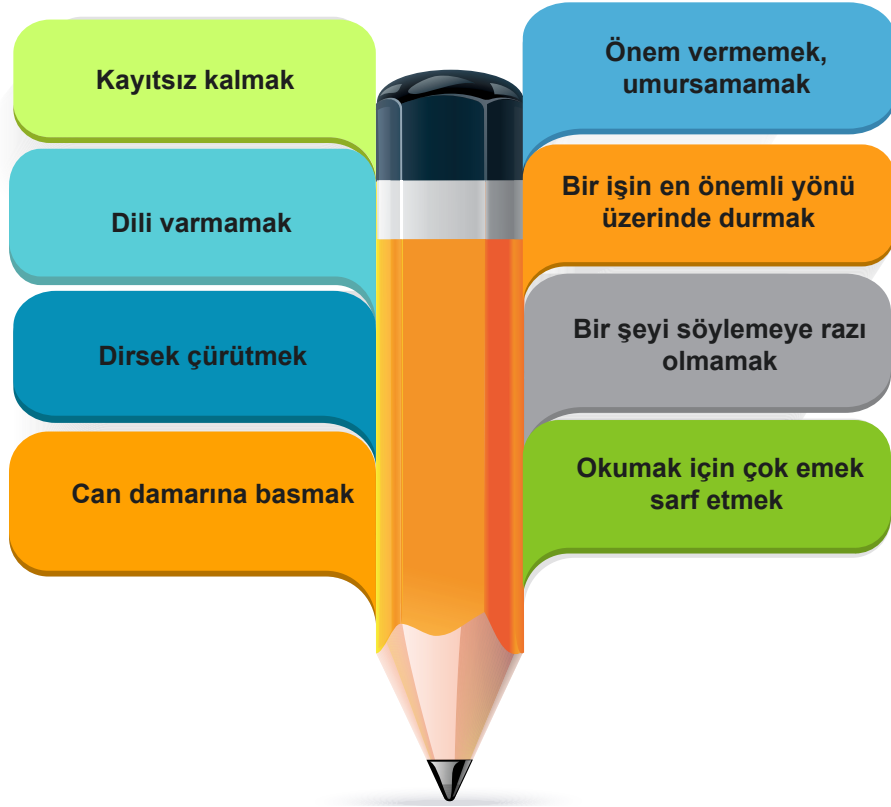 Kayıtsız kalmak
Dili varmamak
Dirsek çürütmek
Can damarına basmak
Önem vermemek,
umursamamak
Bir işin en önemli yönü
üzerinde durmak
Bir şeyi söylemeye razı
olmamak
Okumak için çok emek
sarf etmek